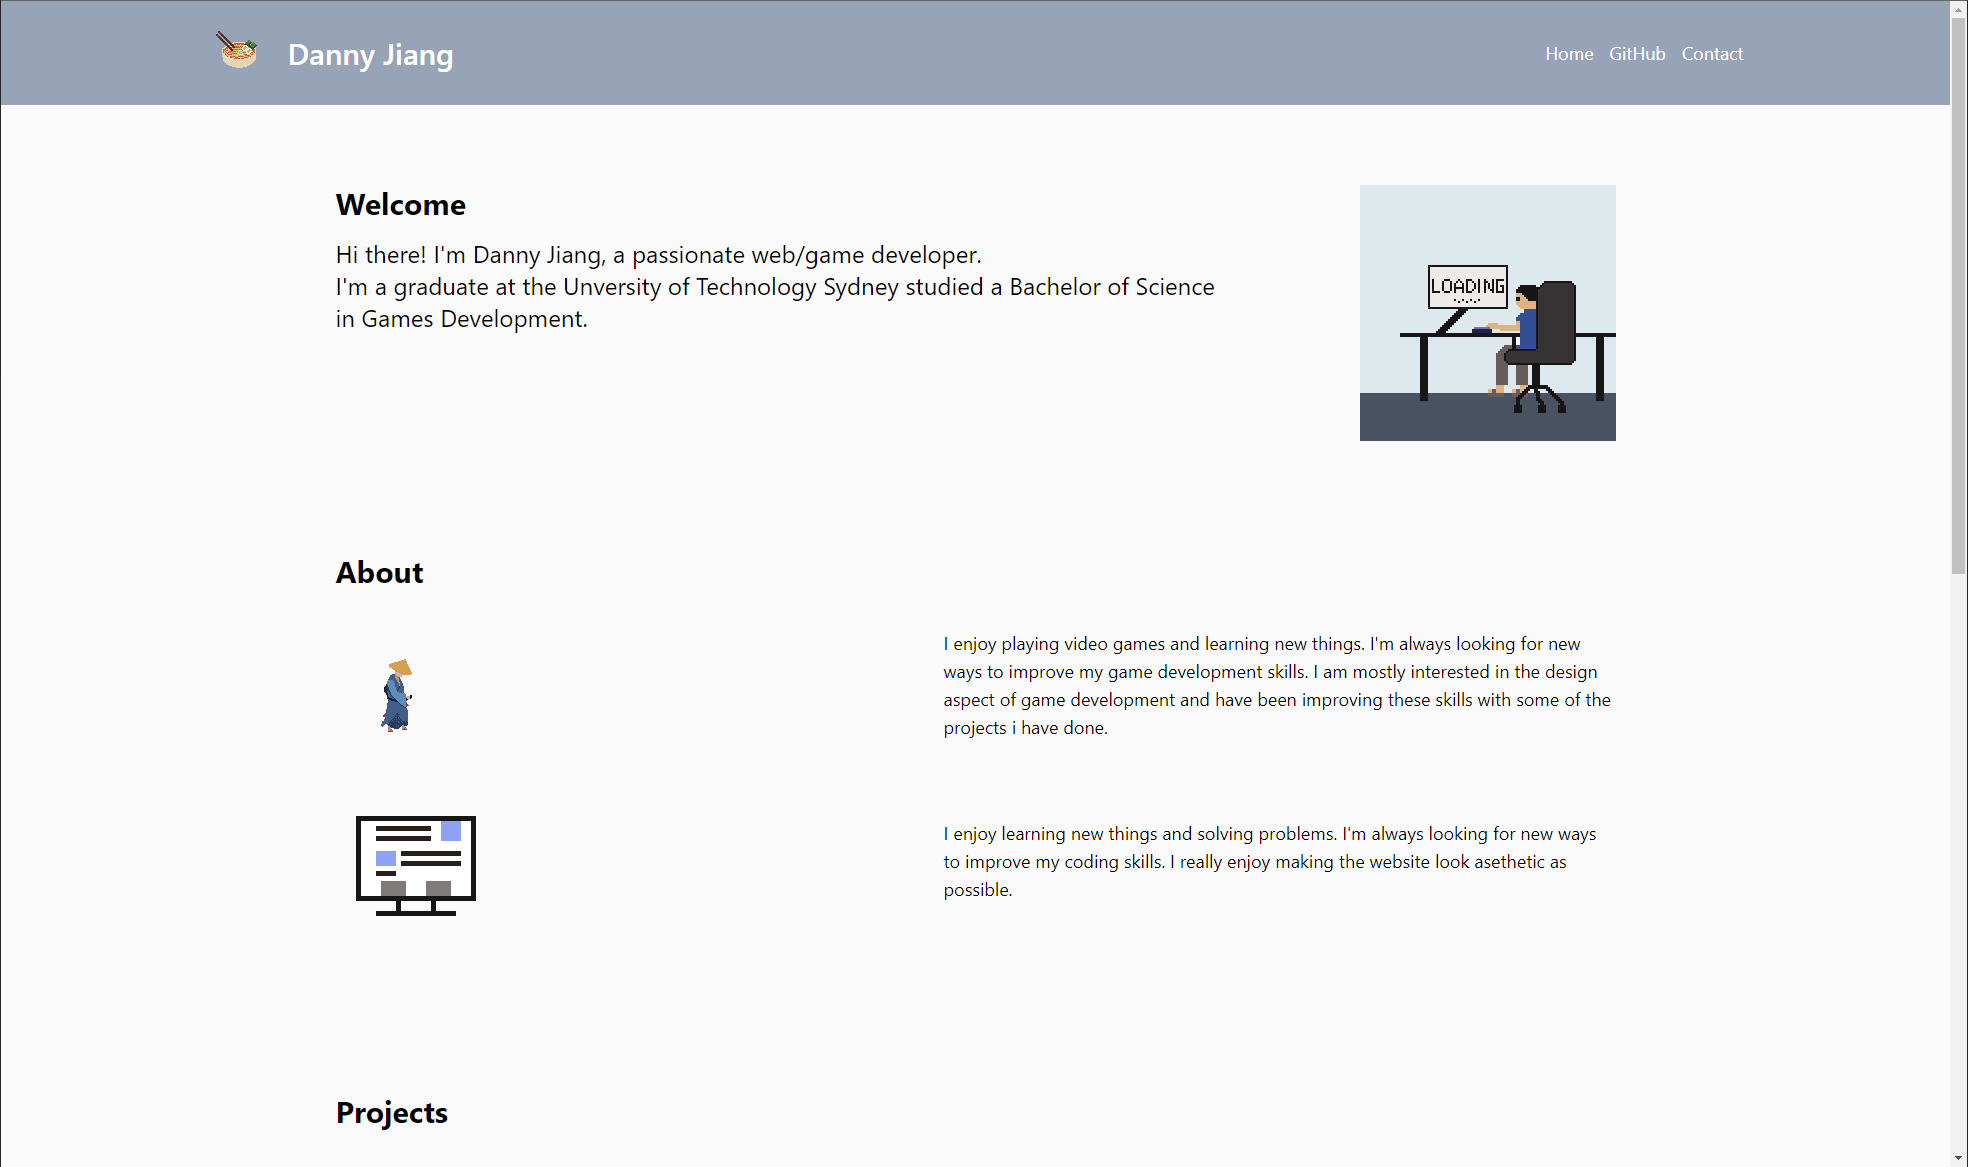 Danny Jiang
Home GitHub Contact
Welcome
Hi there! I'm Danny Jiang, a passionate web/game developer.
I'm a graduate at the Unversity of Technology Sydney studied a Bachelor of Science
in Games Development.
LOADING
.....
About
I enjoy playing video games and learning new things. I'm always looking for new
ways to improve my game development skills. I am mostly interested in the design
aspect of game development and have been improving these skills with some of the
projects i have done.
I enjoy learning new things and solving problems. I'm always looking for new ways
to improve my coding skills. I really enjoy making the website look asethetic as
possible.
Projects